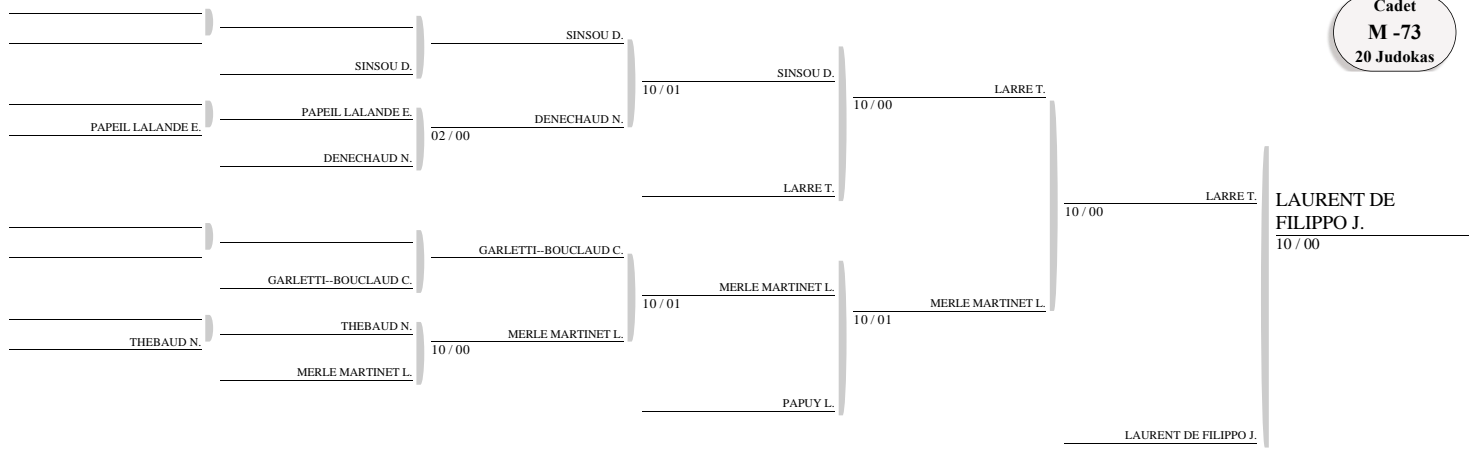 Cadet
M -73
20 Judokas
SINSOU D.
SINSOU D.
PAPEIL LALANDE E.
PAPEIL LALANDE E.
DENECHAUD N.
02 / 00
DENECHAUD N.
SINSOU D.
10 / 01
LARRE T.
LARRE T.
10 / 00
GARLETTI--BOUCLAUD C.
GARLETTI--BOUCLAUD C.
THEBAUD N.
THEBAUD N.
MERLE MARTINET L.
MERLE MARTINET L.
10 / 00
MERLE MARTINET L.
10 / 01
PAPUY L.
MERLE MARTINET L.
10 / 01
LARRE T.
10 / 00
LAURENT DE FILIPPO J.
LAURENT DE
FILIPPO J.
10 / 00